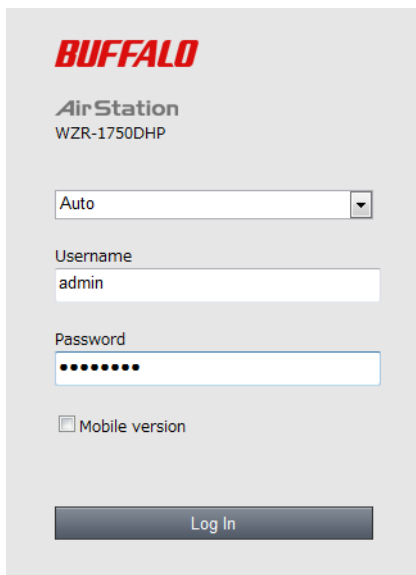 BUFFALO
AirStation
WZR-1750DHP
Auto
Username
admin
Password
••••••••
Mobile version
Log In